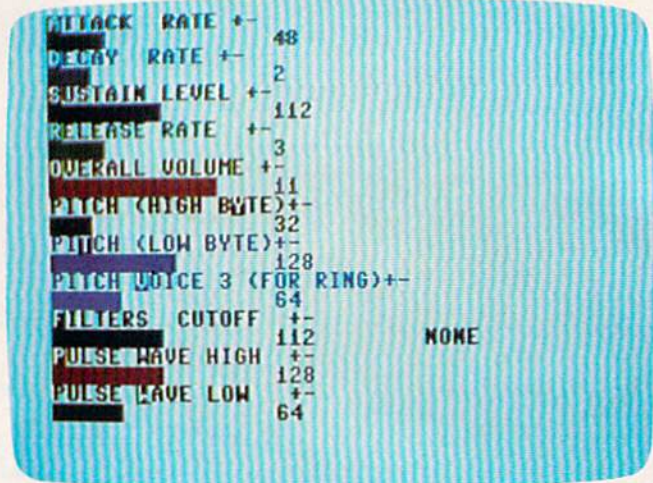 ATTACK RATE +-
48
DECAY RATE +-
2
SUSTAIN LEVEL +-
112
RELEASE RATE +-
3
OVERALL VOLUME +-
11
PITCH (HIGH BYTE)+-
32
PITCH (LOW BYTE)+-
128
PITCH VOICE 3 (FOR RING)+-
64
FILTERS CUTOFF +-
112 NONE
PULSE WAVE HIGH +-
128
PULSE WAVE LOW +-
64